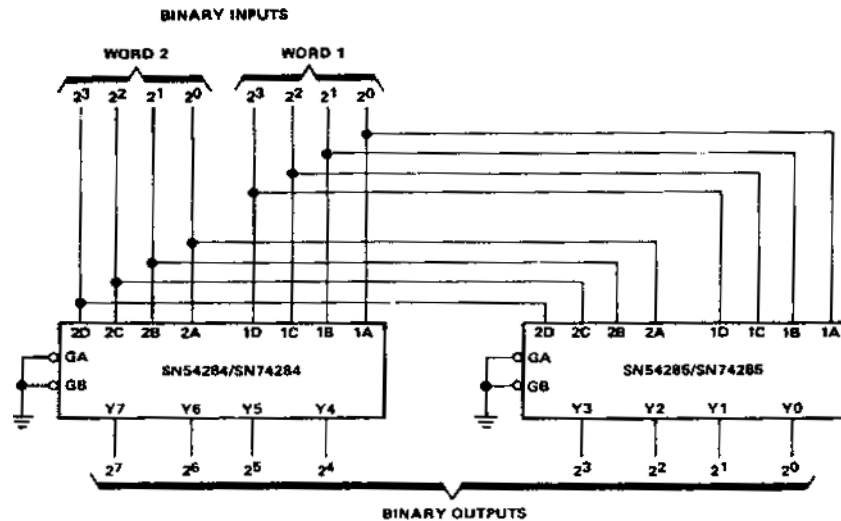 BINARY INPUTS
WORD 2 WORD 1
2³ 2² 2¹ 2⁰ 2³ 2² 2¹ 2⁰
2D 2C 2B 2A 1D 1C 1B 1A 2D 2C 2B 2A 1D 1C 1B 1A
GA GA
SN54284/SN74284 SN54285/SN74285
GB GB
Y7 Y6 Y5 Y4 Y3 Y2 Y1 Y0
2⁷ 2⁶ 2⁵ 2⁴ 2³ 2² 2¹ 2⁰
BINARY OUTPUTS